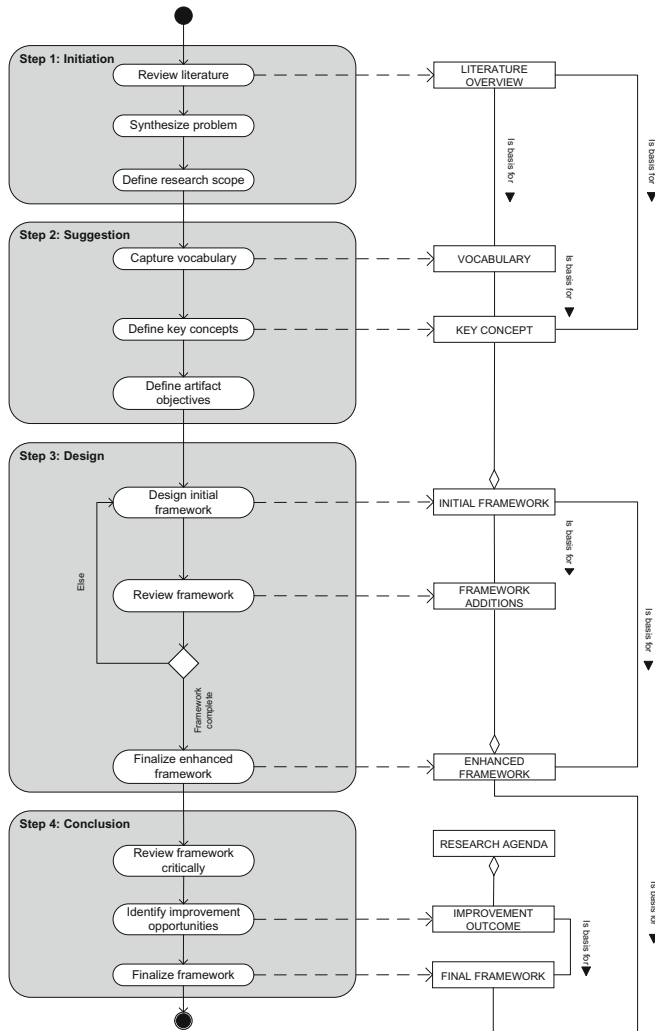 Step 1: Initiation
Review literature
LITERATURE
OVERVIEW
Synthesize problem
Is basis for
Is basis for
Define research scope
Step 2: Suggestion
Capture vocabulary
VOCABULARY
Is basis for
Define key concepts
KEY CONCEPT
Define artifact
objectives
Step 3: Design
Design initial
framework
INITIAL FRAMEWORK
Is basis for
Else
Review framework
FRAMEWORK
ADDITIONS
Is basis for
Framework
complete
Finalize enhanced
framework
ENHANCED
FRAMEWORK
Step 4: Conclusion
Review framework
critically
RESEARCH AGENDA
Is basis for
Identify improvement
opportunities
IMPROVEMENT
OUTCOME
Is basis for
Finalize framework
FINAL FRAMEWORK